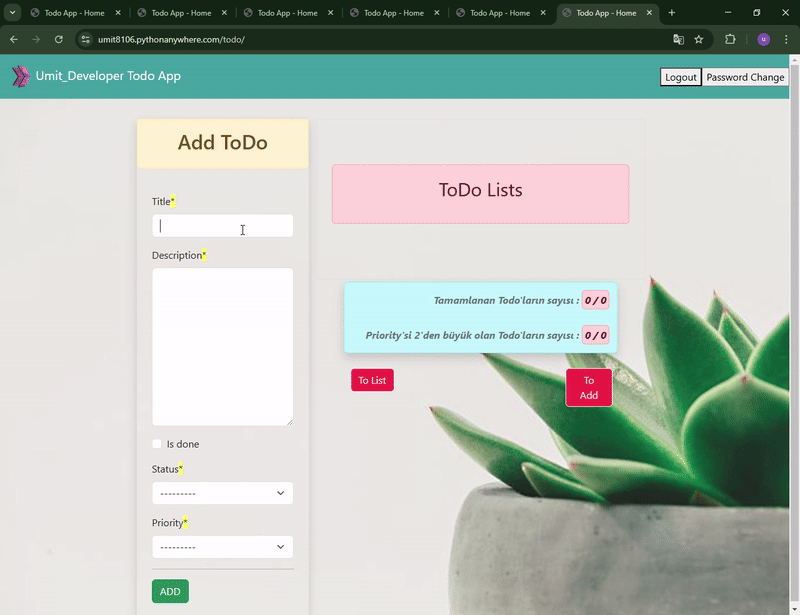 Todo App - Home
Todo App - Home
Todo App - Home
Todo App - Home
Todo App - Home
Todo App - Home
umit8106.pythonanywhere.com/todo/
u
Umit_Developer Todo App
Logout
Password Change
Add ToDo
Title*
Description*
Is done
Status*
---------
Priority*
---------
ADD
ToDo Lists
Tamamlanan Todo'ların sayısı : 0 / 0
Priority'si 2'den büyük olan Todo'ların sayısı : 0 / 0
To List
To
Add